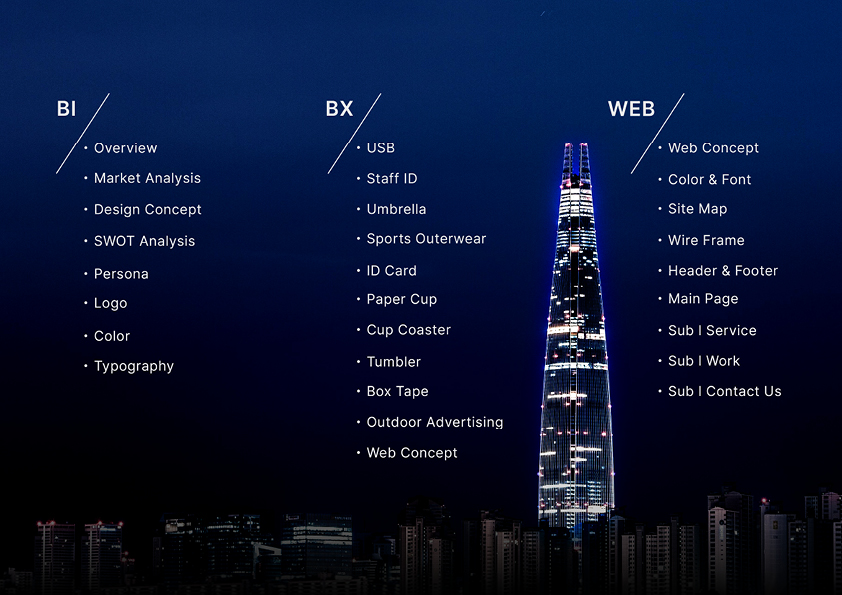 BI
Overview
Market Analysis
Design Concept
SWOT Analysis
Persona
Logo
Color
Typography
BX
USB
Staff ID
Umbrella
Sports Outerwear
ID Card
Paper Cup
Cup Coaster
Tumbler
Box Tape
Outdoor Advertising
Web Concept
WEB
Web Concept
Color & Font
Site Map
Wire Frame
Header & Footer
Main Page
Sub I Service
Sub I Work
Sub I Contact Us